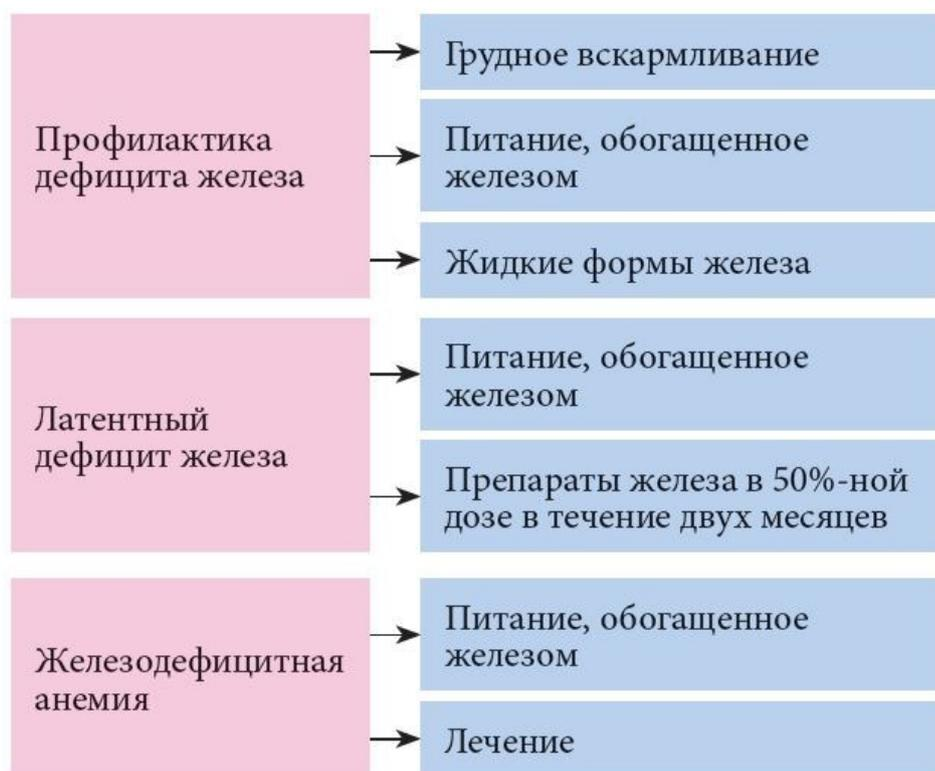 Профилактика
дефицита железа
Грудное вскармливание
Питание, обогащенное
железом
Жидкие формы железа
Латентный
дефицит железа
Питание, обогащенное
железом
Препараты железа в 50%-ной
дозе в течение двух месяцев
Железодефицитная
анемия
Питание, обогащенное
железом
Лечение